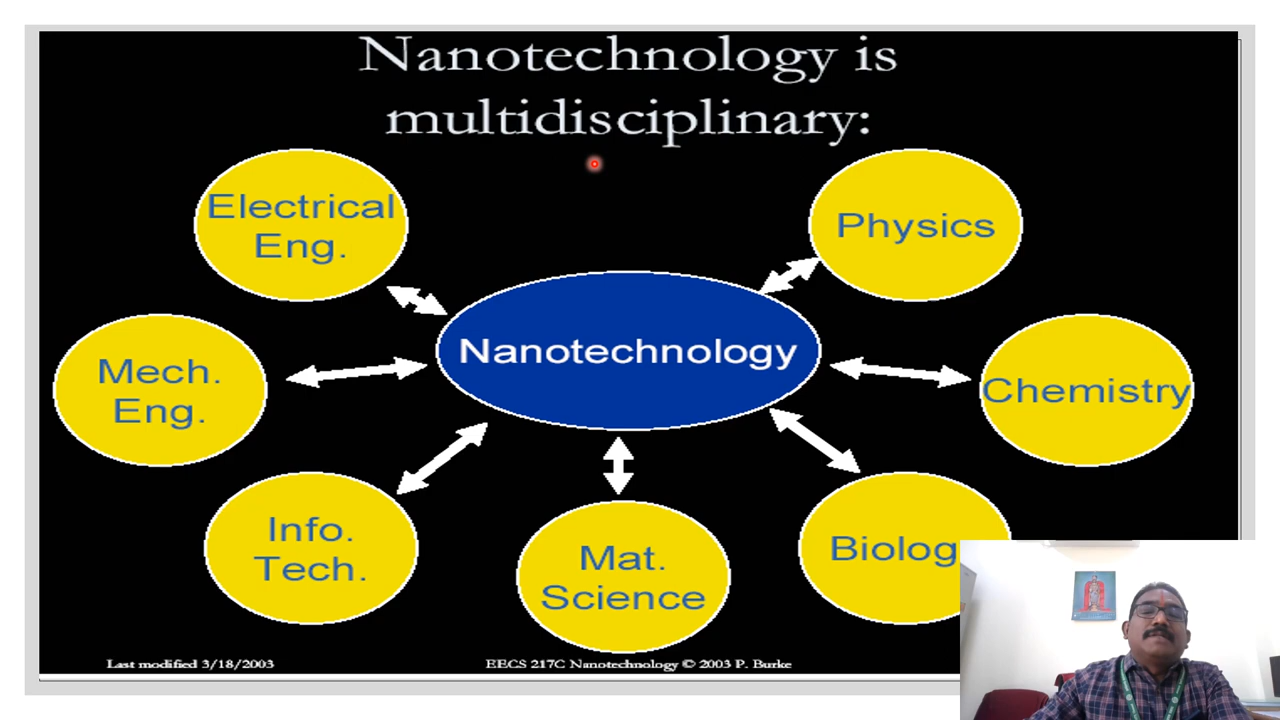 Nanotechnology is
multidisciplinary:
Electrical
Eng.
Physics
Mech.
Eng.
Nanotechnology
Chemistry
Info.
Tech.
Mat.
Science
Biolog
Last modified 3/18/2003
EECS 217C Nanotechnology © 2003 P. Burke